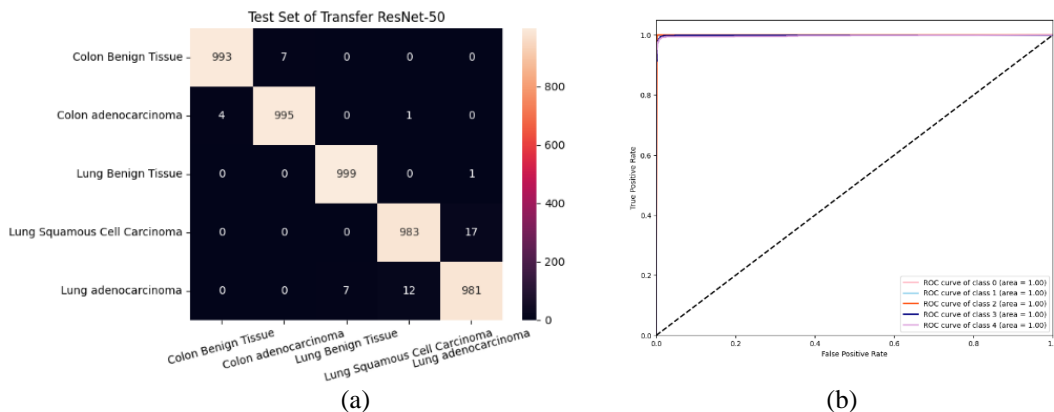 Test Set of Transfer ResNet-50
Colon Benign Tissue
993 7 0 0 0
Colon adenocarcinoma
4 995 0 1 0
Lung Benign Tissue
0 0 999 0 1
Lung Squamous Cell Carcinoma
0 0 0 983 17
Lung adenocarcinoma
0 0 7 12 981
Colon Benign Tissue
Colon adenocarcinoma
Lung Benign Tissue
Lung Squamous Cell Carcinoma
Lung adenocarcinoma
800
600
400
200
0
(a)
True Positive Rate
1.0
0.8
0.6
0.4
0.2
0.0
0.0 0.2 0.4 0.6 0.8 1.
False Positive Rate
ROC curve of class 0 (area = 1.00)
ROC curve of class 1 (area = 1.00)
ROC curve of class 2 (area = 1.00)
ROC curve of class 3 (area = 1.00)
ROC curve of class 4 (area = 1.00)
(b)